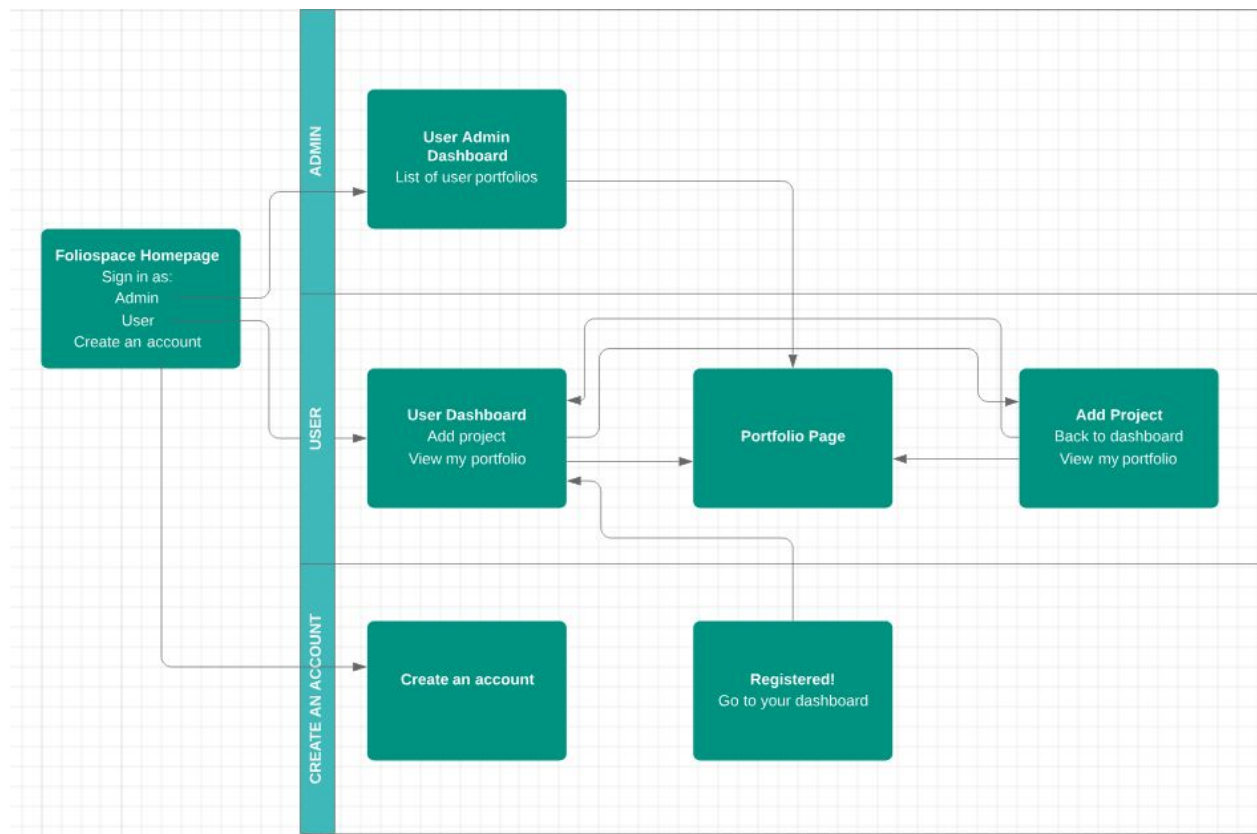 ADMIN
User Admin
Dashboard
List of user portfolios
Foliospace Homepage
Sign in as:
Admin
User
Create an account
USER
User Dashboard
Add project
View my portfolio
Portfolio Page
Add Project
Back to dashboard
View my portfolio
CREATE AN ACCOUNT
Create an account
Registered!
Go to your dashboard